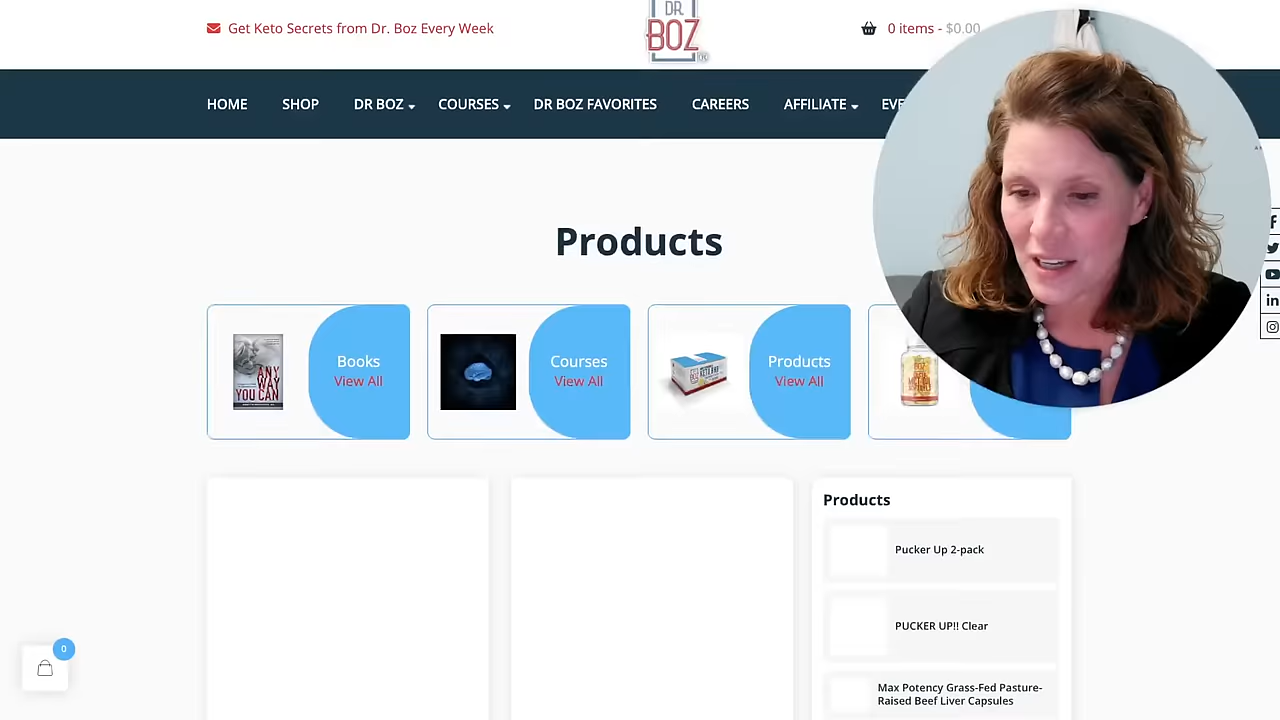 Get Keto Secrets from Dr. Boz Every Week
DR.
BOZ
0 items - $0.00
HOME
SHOP
DR BOZ
COURSES
DR BOZ FAVORITES
CAREERS
AFFILIATE
EVE
Products
ANY
WAY
YOU CAN
Books
View All
Courses
View All
Products
View All
BOZ
Products
Pucker Up 2-pack
PUCKER UP!! Clear
Max Potency Grass-Fed Pasture-
Raised Beef Liver Capsules
0